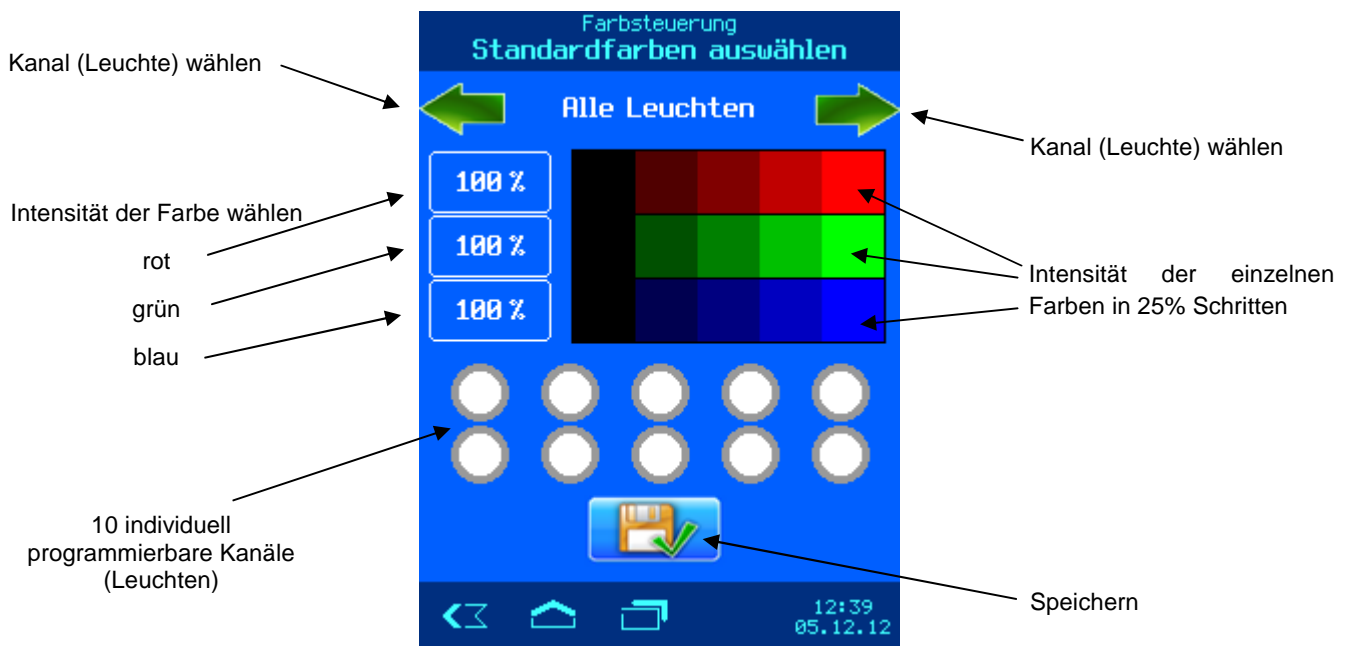 Farbsteuerung
Standardfarben auswählen
Kanal (Leuchte) wählen
Alle Leuchten
Kanal (Leuchte) wählen
100 %
Intensität der Farbe wählen
rot
100 %
grün
100 %
blau
Intensität der einzelnen
Farben in 25% Schritten
10 individuell
programmierbare Kanäle
(Leuchten)
Speichern
12:39
05.12.12